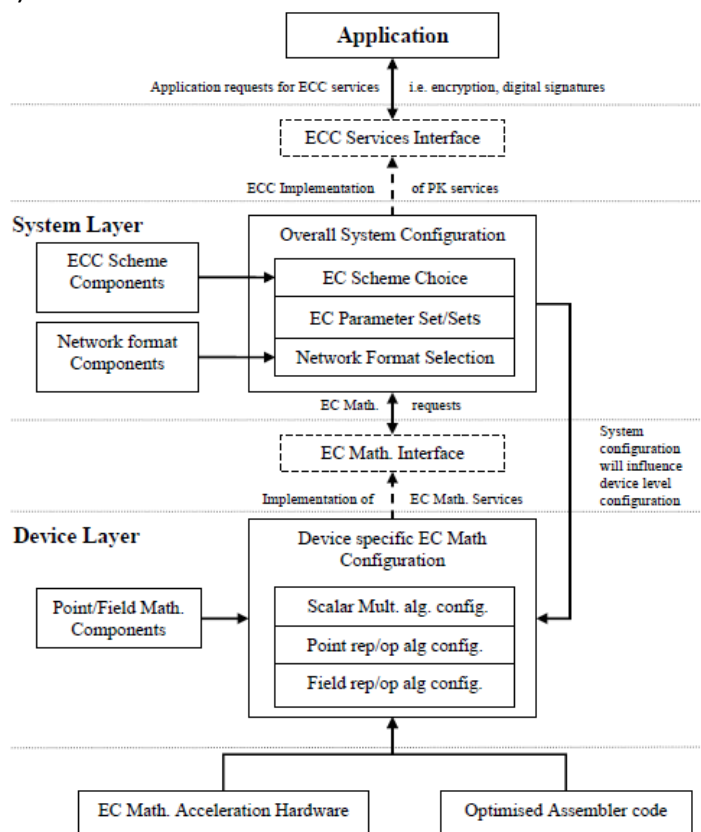 Application
Application requests for ECC services
i.e. encryption, digital signatures
ECC Services Interface
ECC Implementation
of PK services
System Layer
Overall System Configuration
ECC Scheme
Components
EC Scheme Choice
EC Parameter Set/Sets
Network format
Components
Network Format Selection
EC Math.
requests
EC Math. Interface
System
configuration
will influence
device level
configuration
Implementation of
EC Math. Services
Device Layer
Device specific EC Math
Configuration
Point/Field Math.
Components
Scalar Mult. alg. config.
Point rep/op alg config.
Field rep/op alg config.
EC Math. Acceleration Hardware
Optimised Assembler code